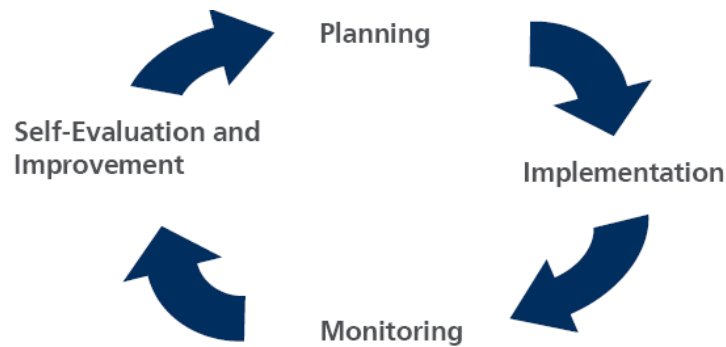 Planning
Self-Evaluation and
Improvement
Implementation
Monitoring